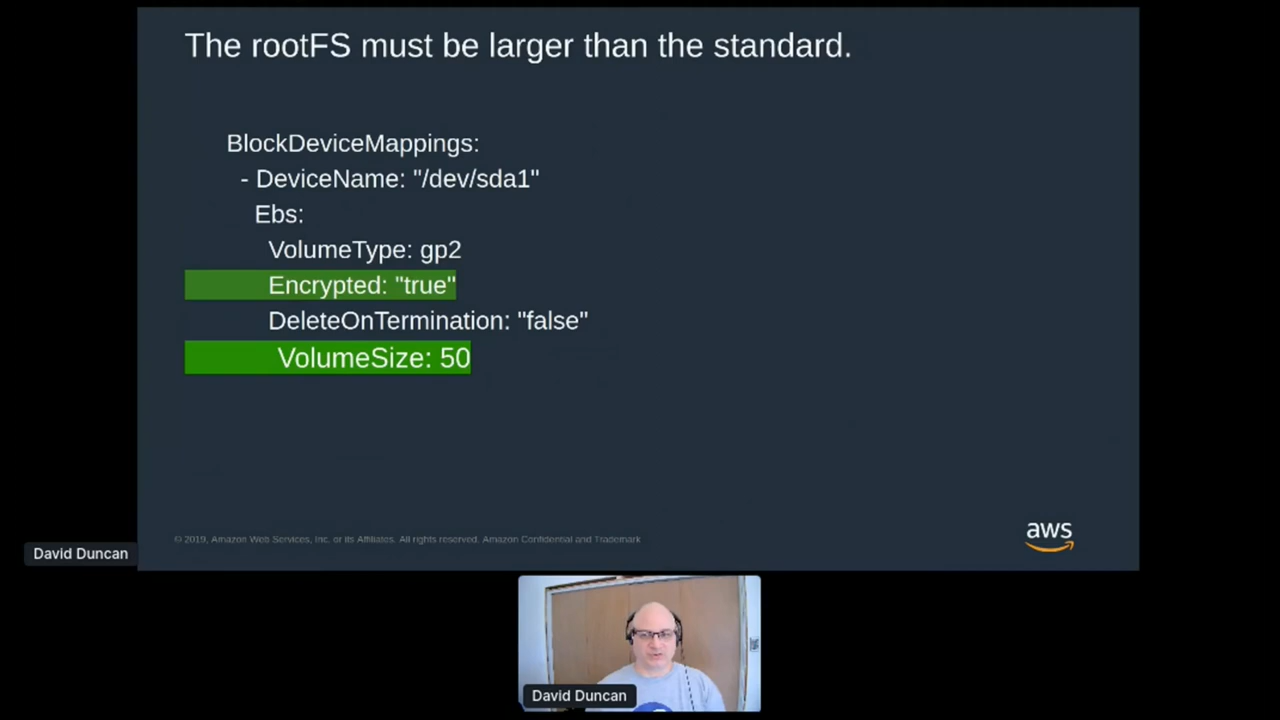 The rootFS must be larger than the standard.
BlockDeviceMappings:
- DeviceName: "/dev/sda1"
Ebs:
VolumeType: gp2
Encrypted: "true"
DeleteOnTermination: "false"
VolumeSize: 50
© 2019, Amazon Web Services, Inc. or its Affiliates. All rights reserved. Amazon Confidential and Trademark
aws
David Duncan
David Duncan